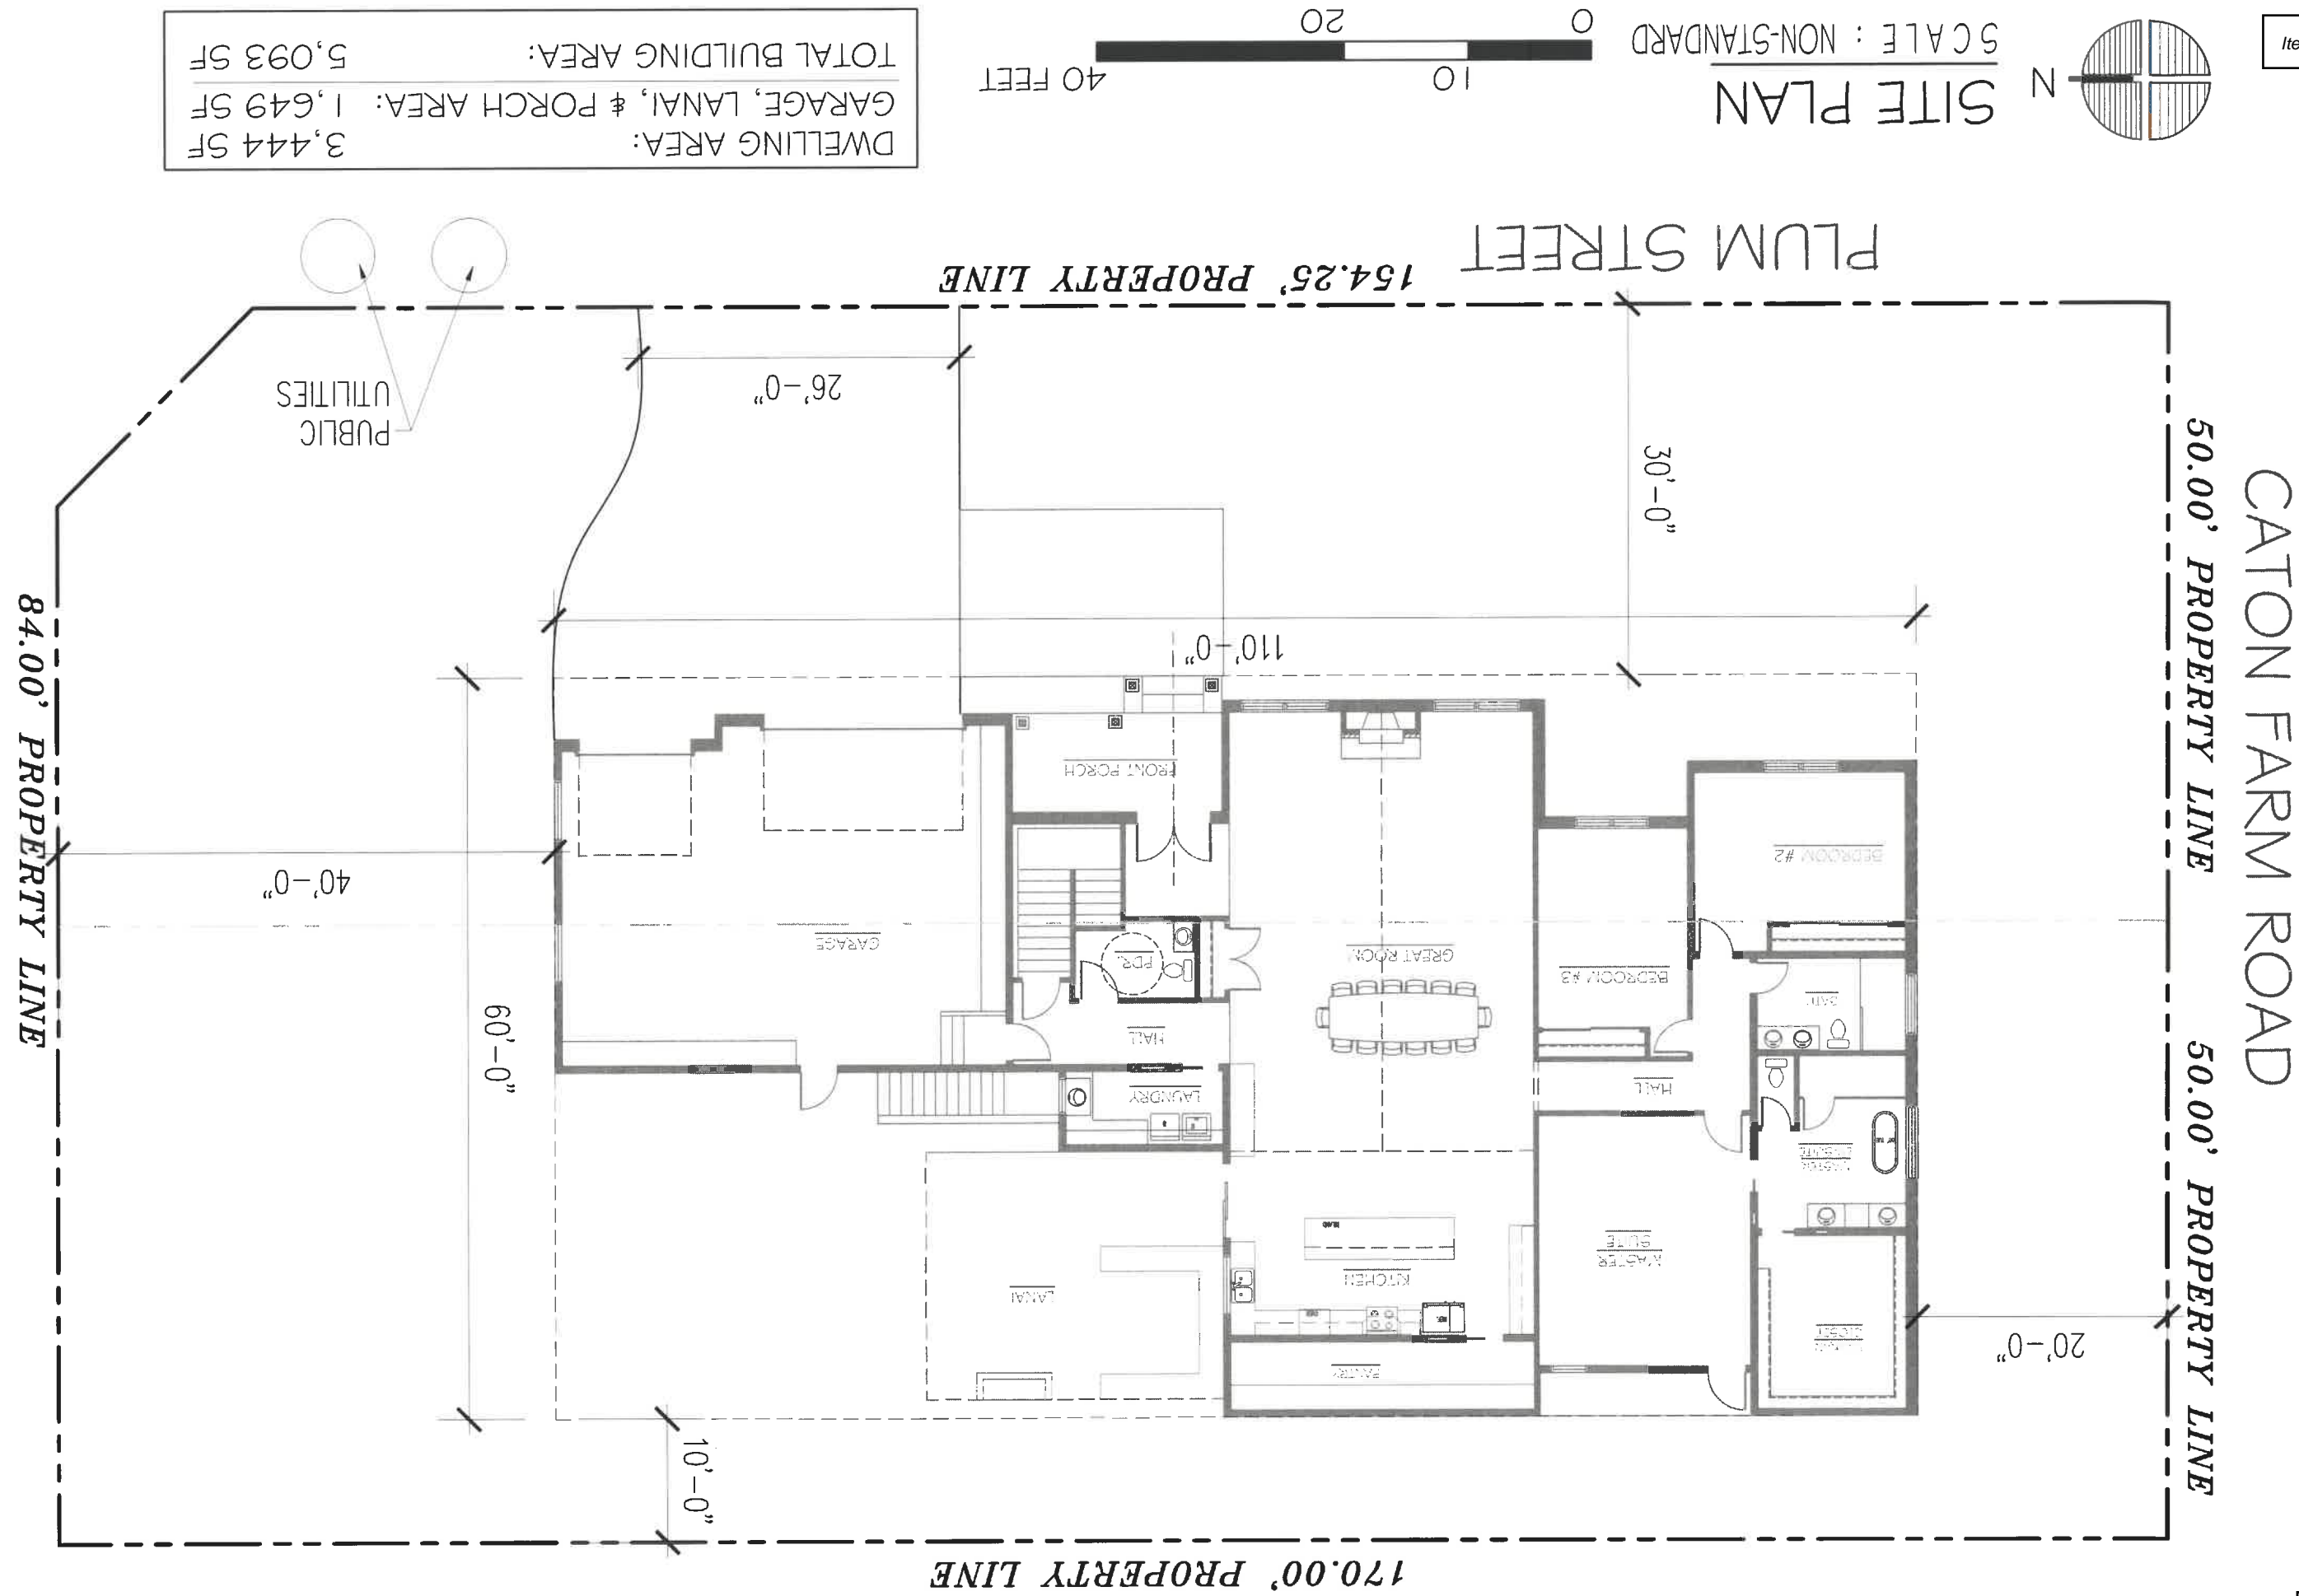 170.00' PROPERTY LINE
10'-0"
20'-0"
PANTRY
LANAI
KITCHEN
MASTER
SUITE
LAUNDRY
HALL
HALL
60'-0"
BEDROOM #3
GREAT ROOM
PDR.
GARAGE
BATH
40'-0"
BEDROOM #2
FRONT PORCH
110'-0"
30'-0"
26'-0"
PUBLIC
UTILITIES
50.00' PROPERTY LINE
50.00' PROPERTY LINE
CATON FARM ROAD
84.00' PROPERTY LINE
154.25' PROPERTY LINE
PLUM STREET
N
SITE PLAN
SCALE : NON-STANDARD
0
10
20
40 FEET
DWELLING AREA: 3,444 SF
GARAGE, LANAI, & PORCH AREA: 1,649 SF
TOTAL BUILDING AREA: 5,093 SF
Ite